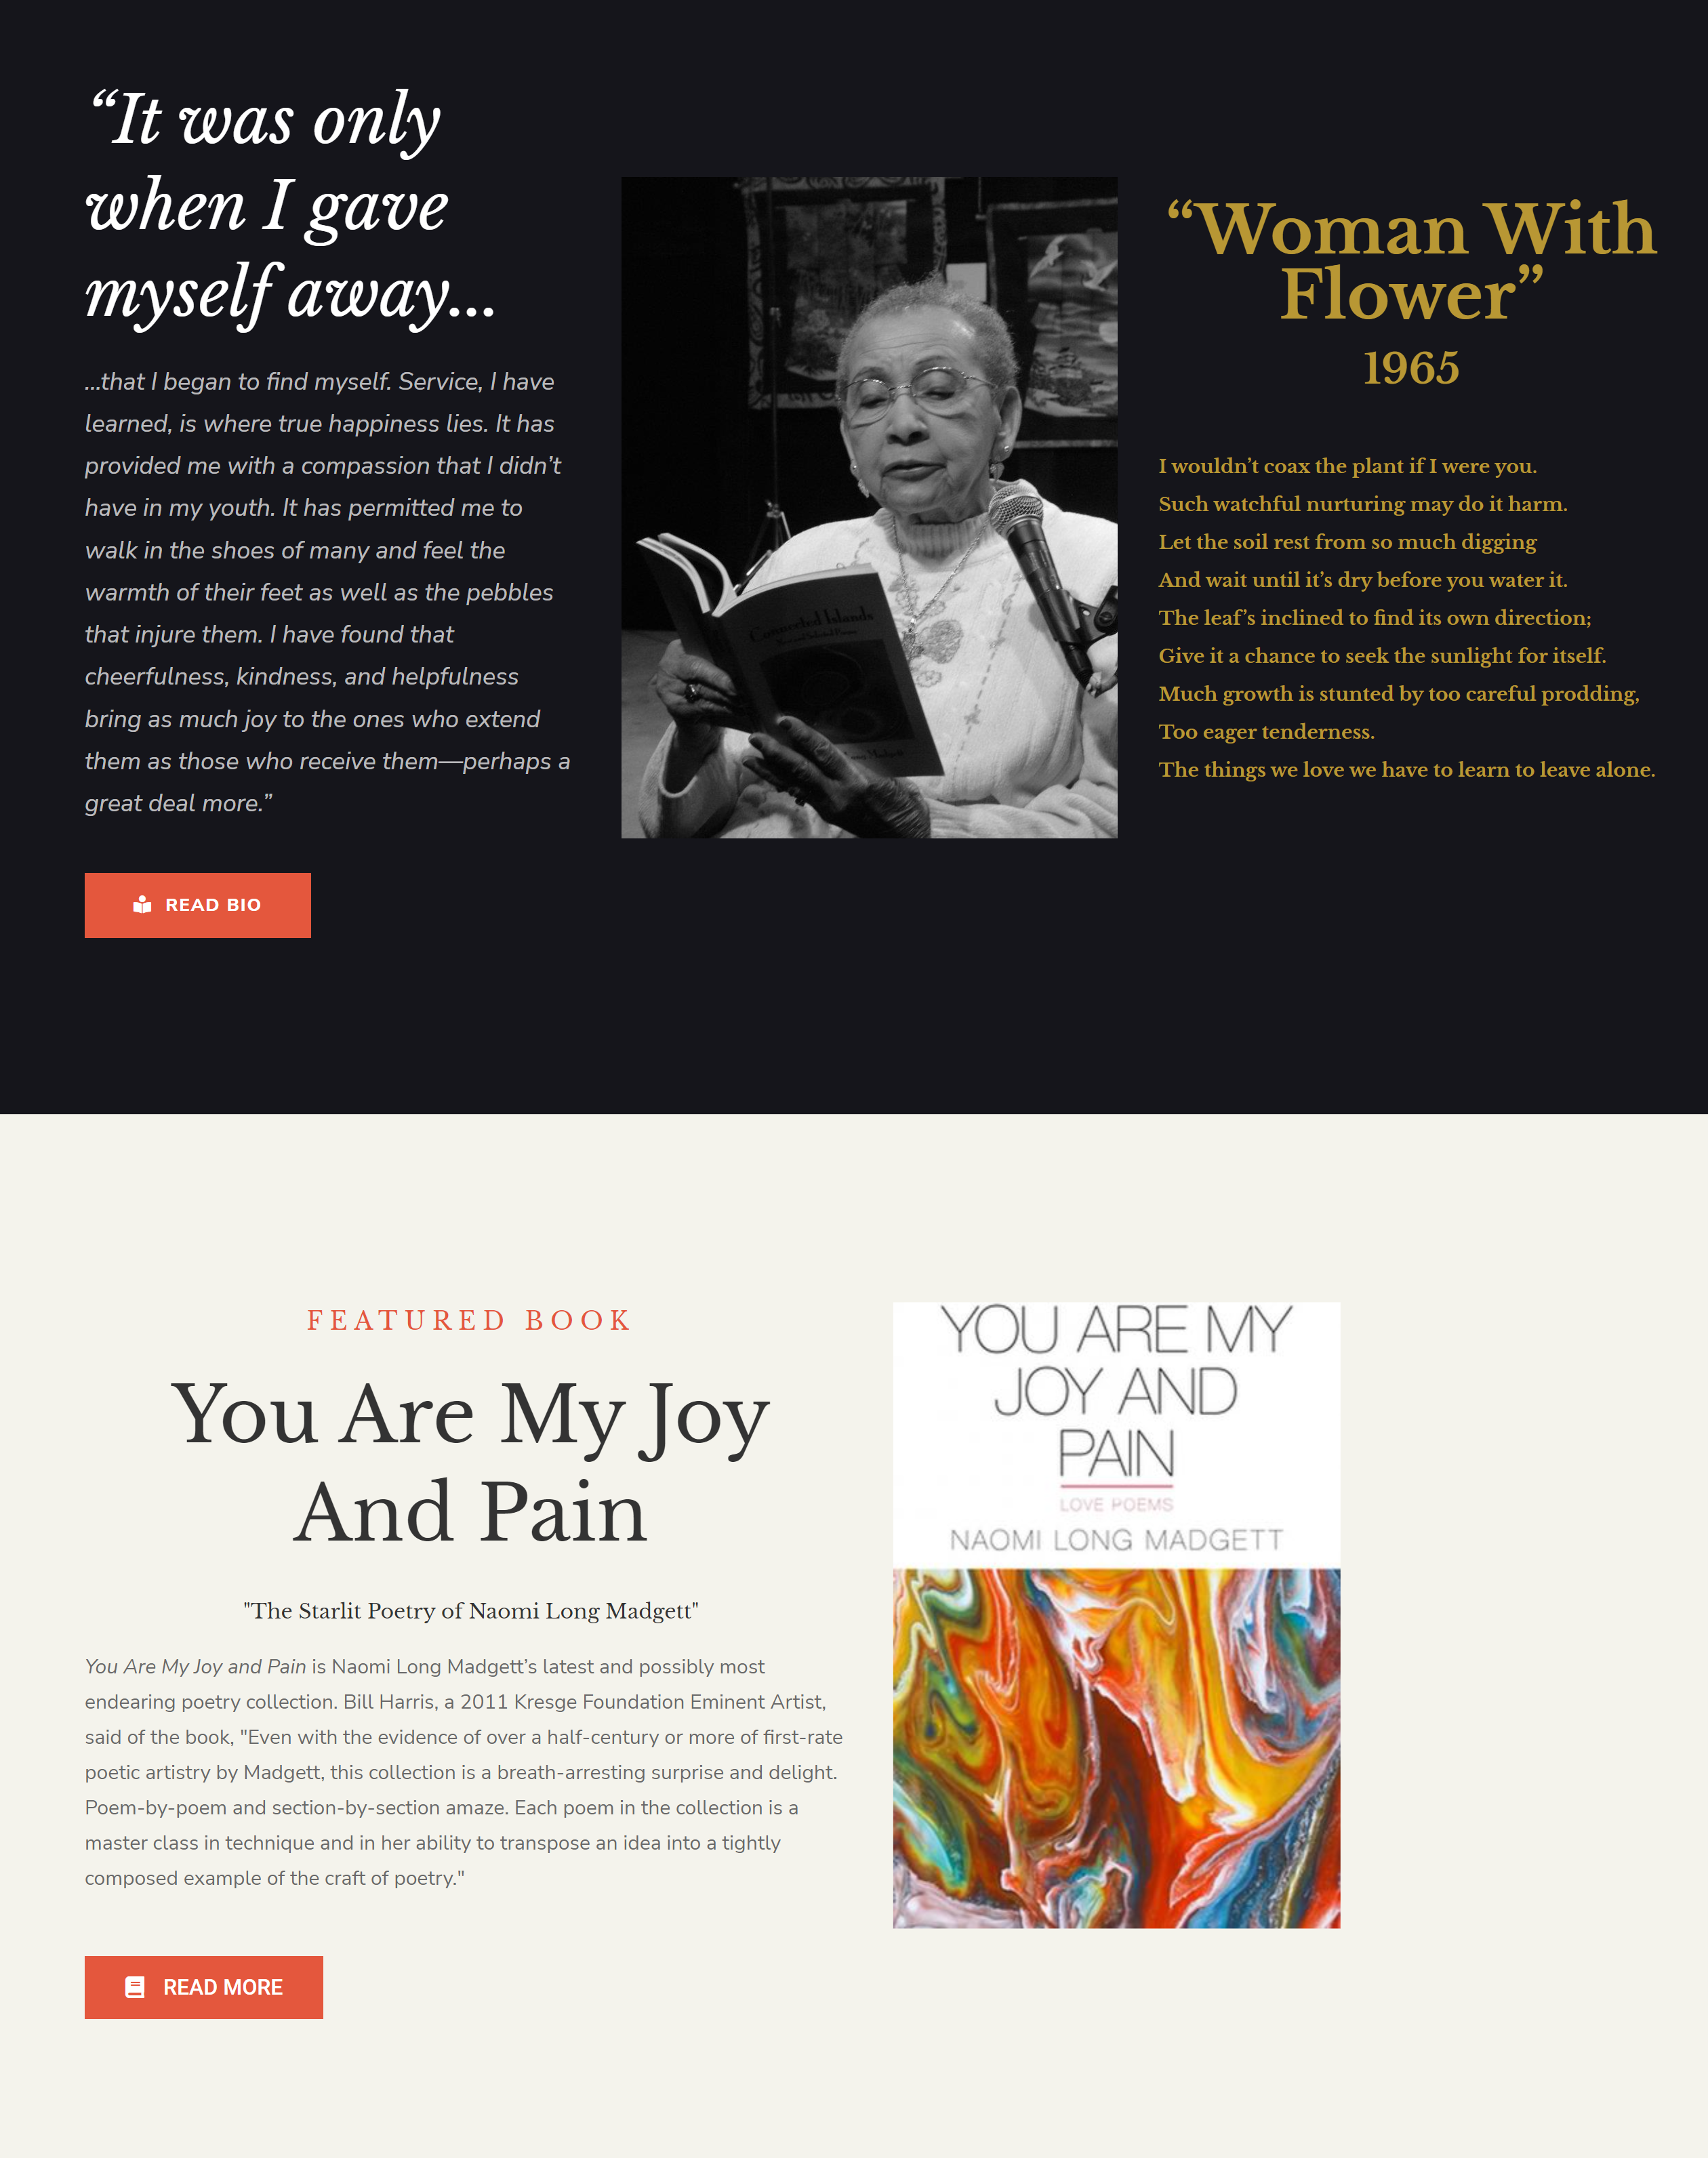 “It was only
when I gave
myself away...
...that I began to find myself. Service, I have
learned, is where true happiness lies. It has
provided me with a compassion that I didn’t
have in my youth. It has permitted me to
walk in the shoes of many and feel the
warmth of their feet as well as the pebbles
that injure them. I have found that
cheerfulness, kindness, and helpfulness
bring as much joy to the ones who extend
them as those who receive them—perhaps a
great deal more.”
READ BIO
Connected Islands
New and Selected Poems
“Woman With
Flower”
1965
I wouldn’t coax the plant if I were you.
Such watchful nurturing may do it harm.
Let the soil rest from so much digging
And wait until it’s dry before you water it.
The leaf’s inclined to find its own direction;
Give it a chance to seek the sunlight for itself.
Much growth is stunted by too careful prodding,
Too eager tenderness.
The things we love we have to learn to leave alone.
FEATURED BOOK
You Are My Joy
And Pain
"The Starlit Poetry of Naomi Long Madgett"
You Are My Joy and Pain is Naomi Long Madgett’s latest and possibly most
endearing poetry collection. Bill Harris, a 2011 Kresge Foundation Eminent Artist,
said of the book, "Even with the evidence of over a half-century or more of first-rate
poetic artistry by Madgett, this collection is a breath-arresting surprise and delight.
Poem-by-poem and section-by-section amaze. Each poem in the collection is a
master class in technique and in her ability to transpose an idea into a tightly
composed example of the craft of poetry."
READ MORE
YOU ARE MY
JOY AND
PAIN
LOVE POEMS
NAOMI LONG MADGETT